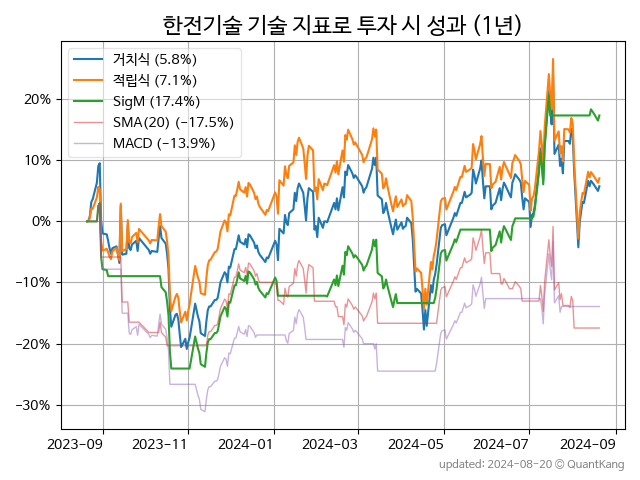 한전기술 기술 지표로 투자 시 성과 (1년)
거치식 (5.8%)
적립식 (7.1%)
SigM (17.4%)
SMA(20) (−17.5%)
MACD (−13.9%)
20%
10%
0%
−10%
−20%
−30%
2023-09 2023-11 2024-01 2024-03 2024-05 2024-07 2024-09
updated: 2024-08-20 © QuantKang